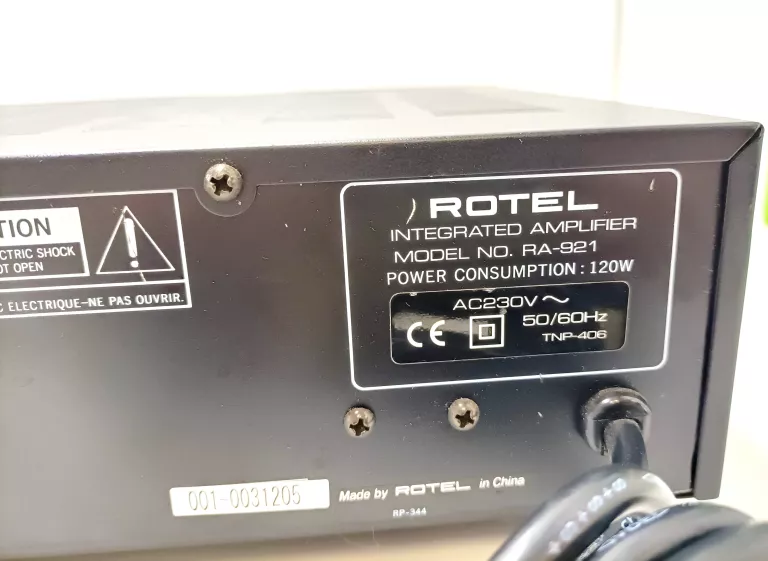 TION
CTRIC SHOCK
OT OPEN
C ELECTRIQUE-NE PAS OUVRIR.
ROTEL
INTEGRATED AMPLIFIER
MODEL NO. RA-921
POWER CONSUMPTION : 120W
AC230V ~
50/60Hz
CE
TNP-406
001-0031205
Made by ROTEL in China
RP-344